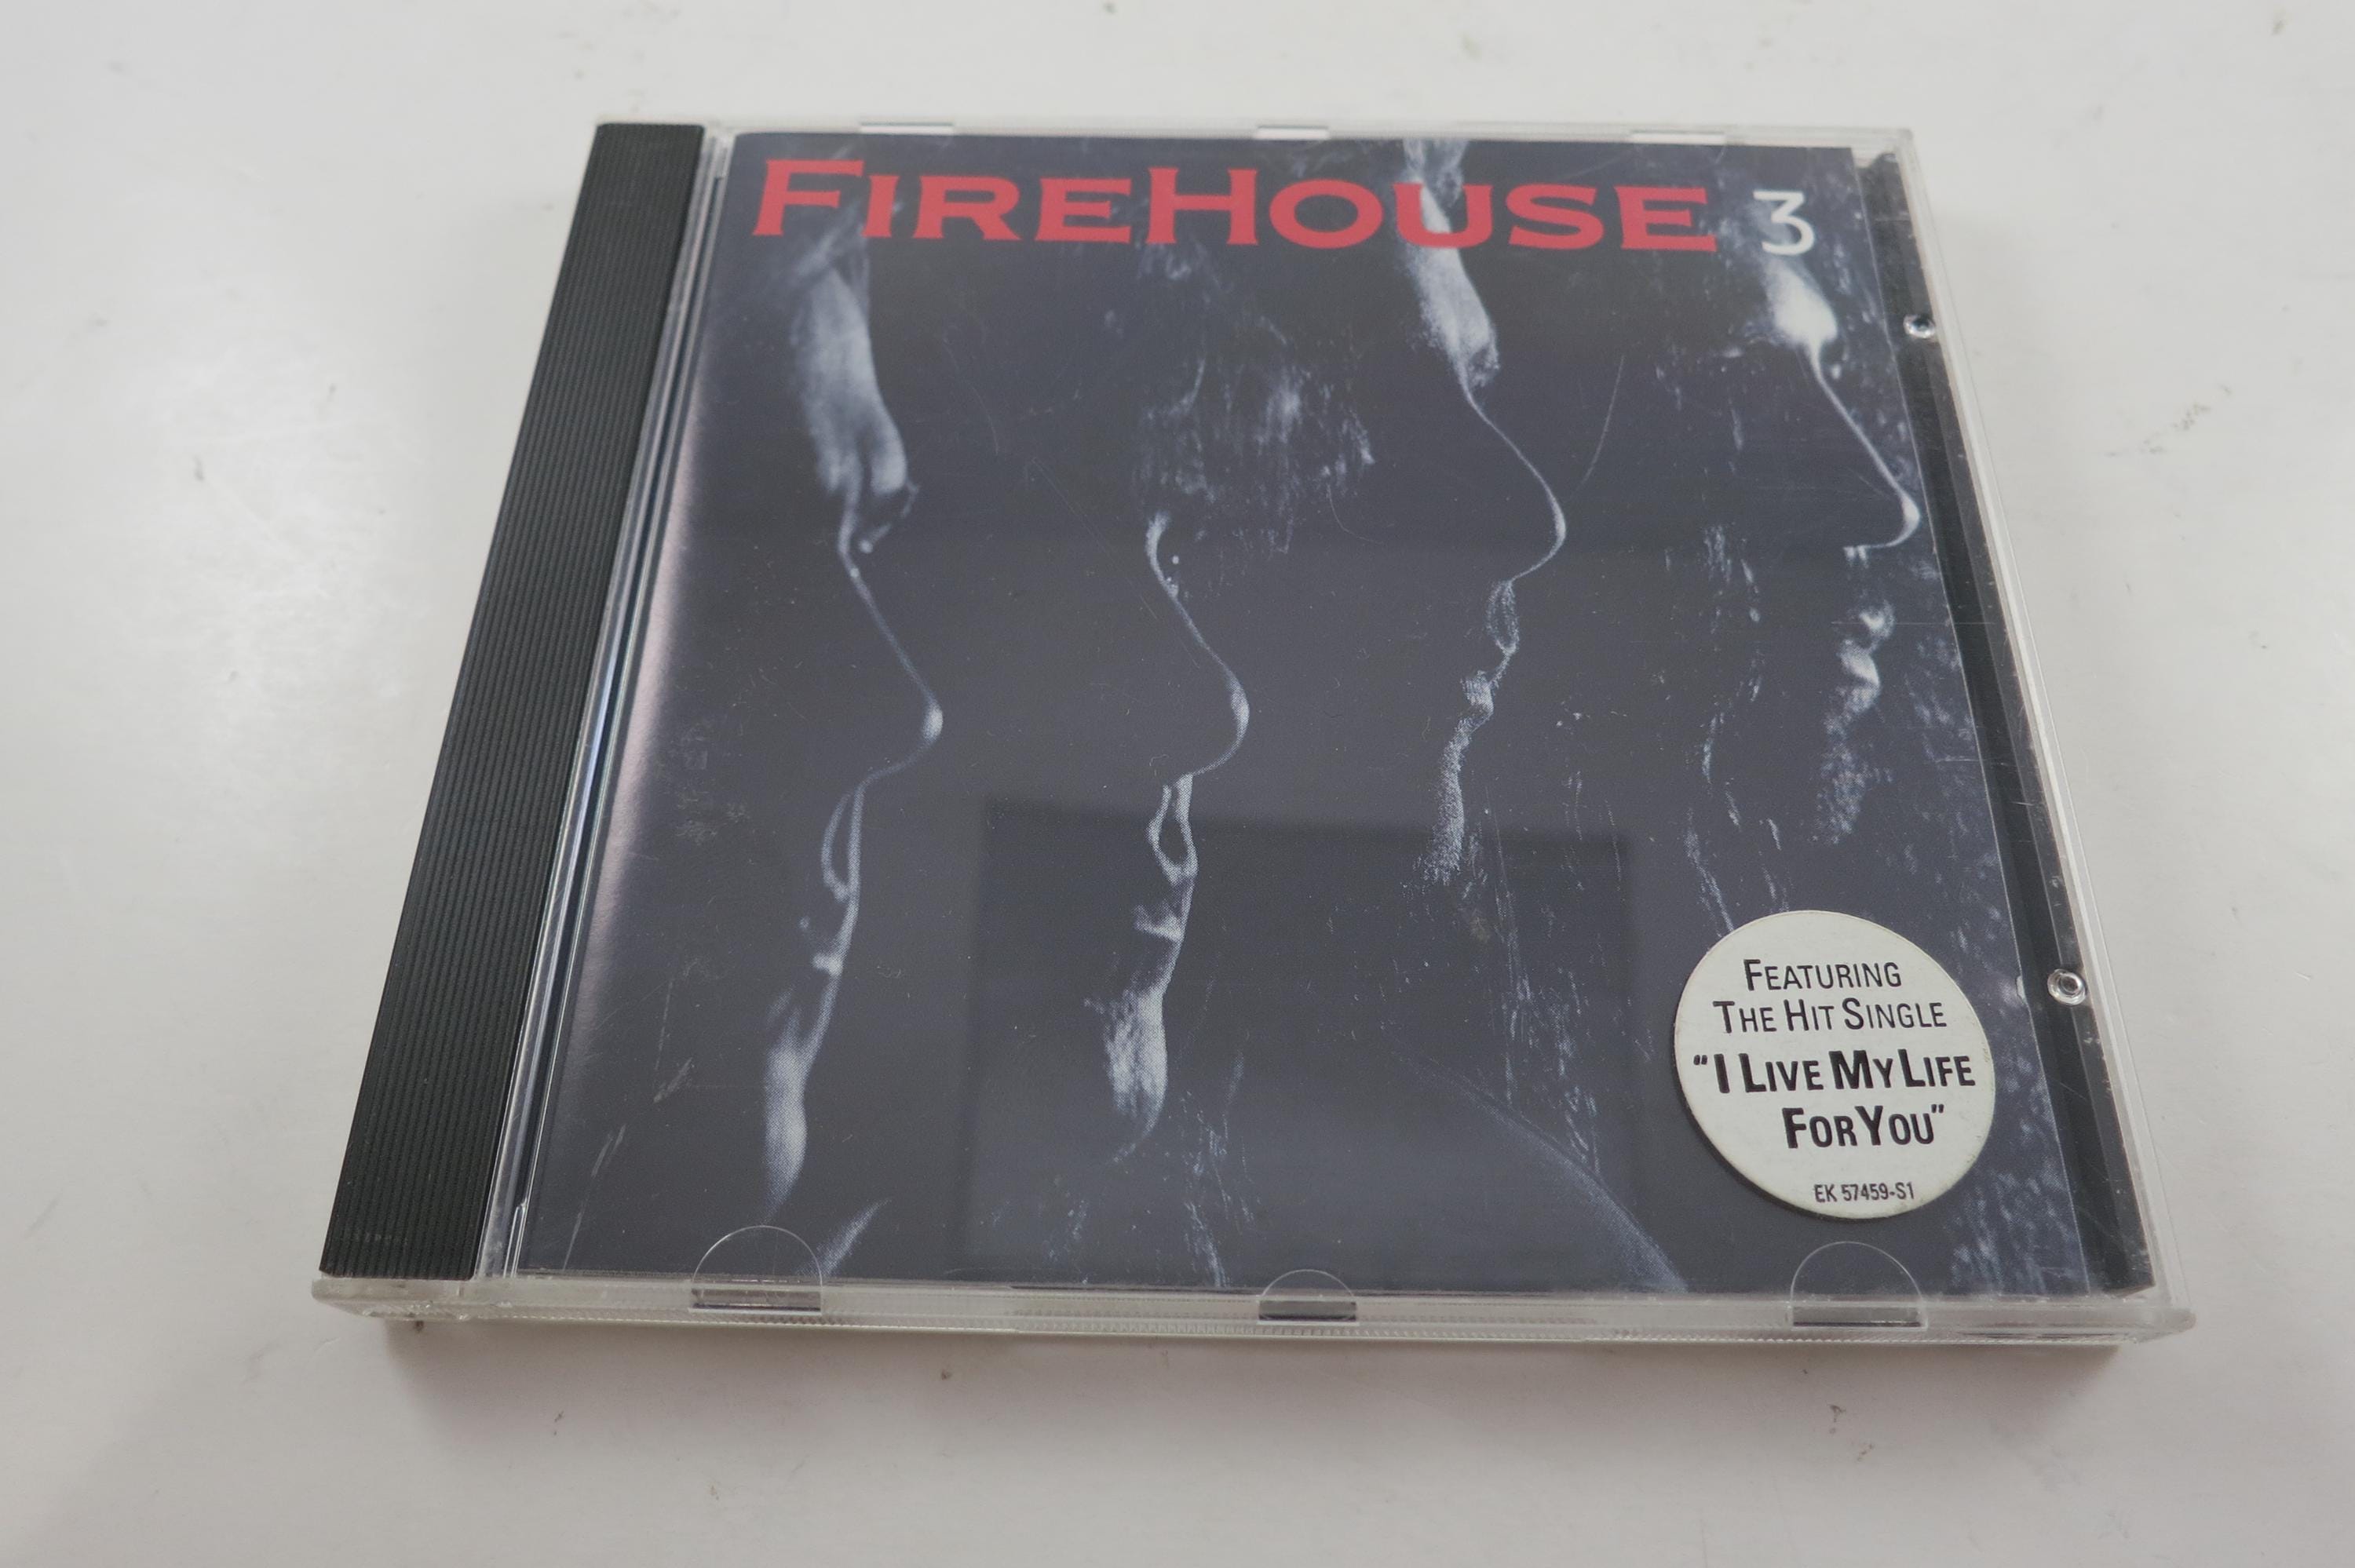 FIREHOUSE 3
FEATURING
THE HIT SINGLE
“I LIVE MY LIFE
FOR YOU”
EK 57459-S1